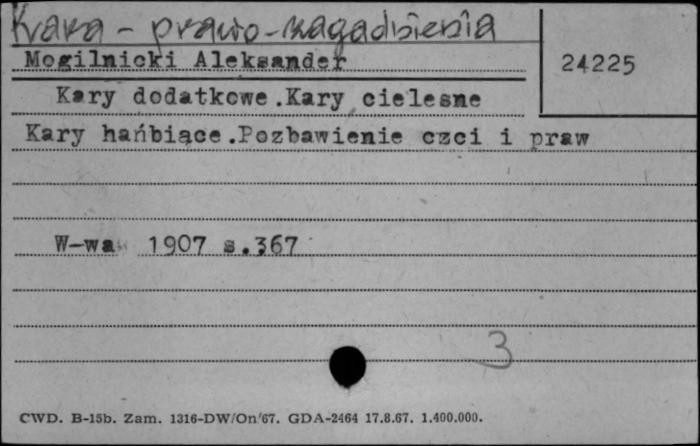 Kara - prawo - zagadnienia
Mogilnicki Aleksander
24225
Kary dodatkowe.Kary cielesne
Kary hańbiące.Pozbawienie czci i praw
W-wa 1907 s.367
3
CWD. B-15b. Zam. 1316-DW/On/67. GDA-2464 17.8.67. 1.400.000.